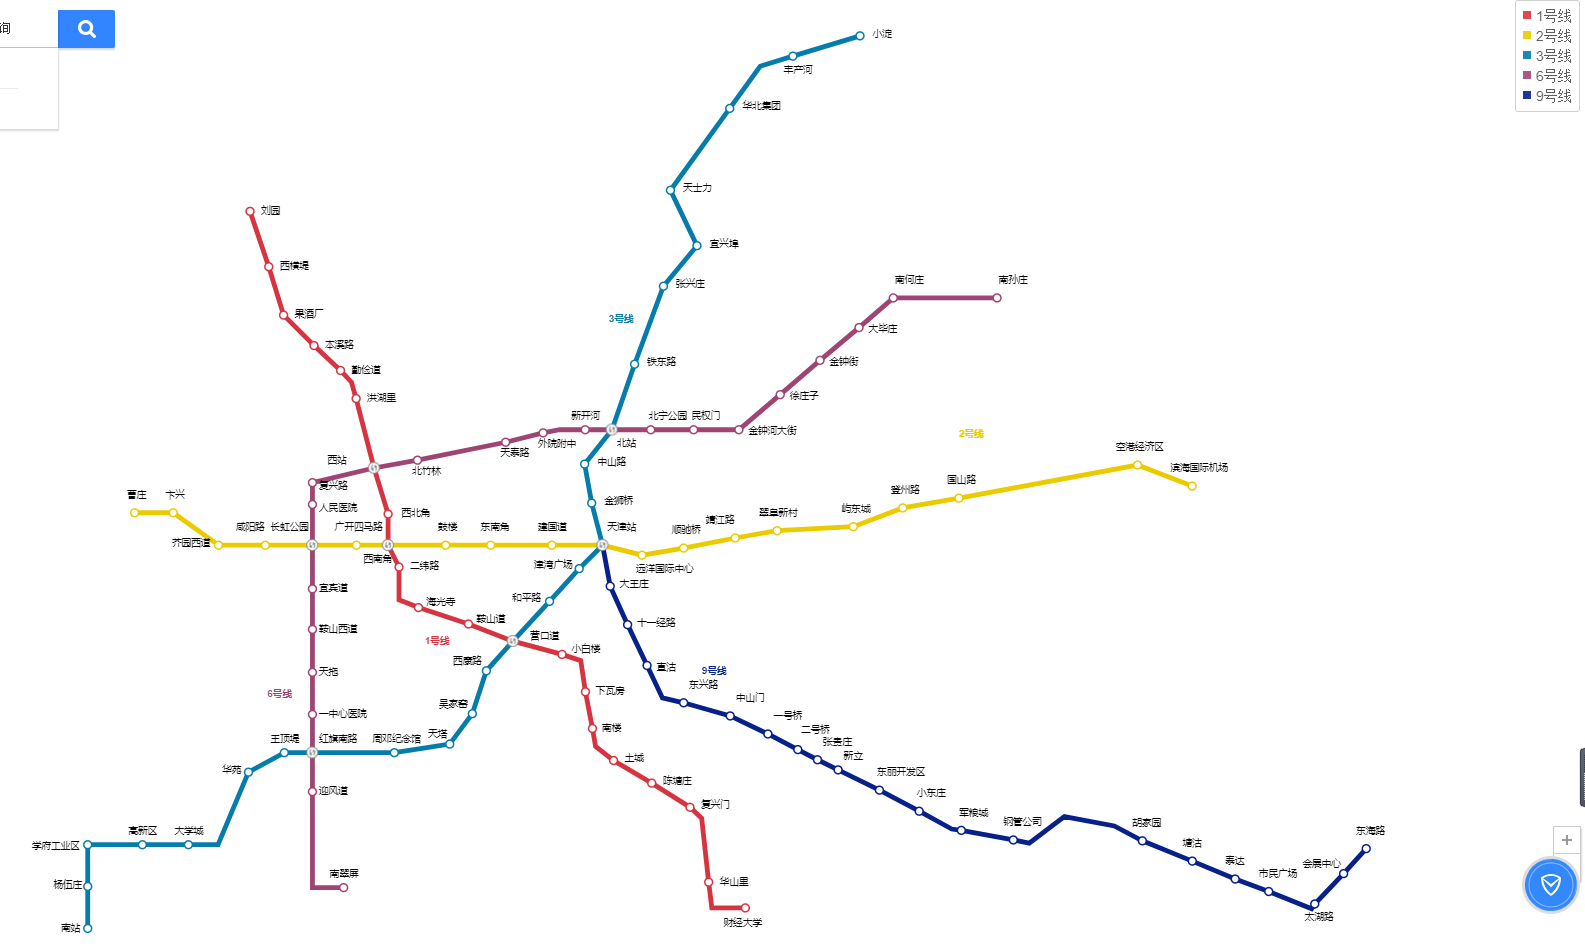 询
1号线
2号线
3号线
6号线
9号线
小淀
丰产河
华北集团
天士力
宜兴埠
张兴庄
3号线
铁东路
刘园
西横堤
果酒厂
本溪路
勤俭道
洪湖里
南何庄
南孙庄
大毕庄
金钟街
徐庄子
新开河
北宁公园
民权门
金钟河大街
外院附中
北站
天泰路
西站
北竹林
中山路
2号线
空港经济区
滨海国际机场
国山路
登州路
屿东城
翠阜新村
靖江路
顺驰桥
远洋国际中心
复兴路
人民医院
金狮桥
曹庄
卞兴
芥园西道
咸阳路
长虹公园
广开四马路
西北角
西南角
鼓楼
东南角
建国道
天津站
二纬路
津湾广场
大王庄
宜宾道
海光寺
鞍山道
和平路
十一经路
鞍山西道
1号线
营口道
小白楼
西康路
直沽
9号线
天拖
6号线
下瓦房
东兴路
中山门
吴家窑
一中心医院
南楼
一号桥
二号桥
张贵庄
新立
王顶堤
红旗南路
周邓纪念馆
天塔
土城
华苑
陈塘庄
东丽开发区
迎风道
复兴门
小东庄
军粮城
钢管公司
胡家园
东海路
学府工业区
高新区
大学城
塘沽
泰达
会展中心
市民广场
杨伍庄
南翠屏
华山里
太湖路
南站
财经大学